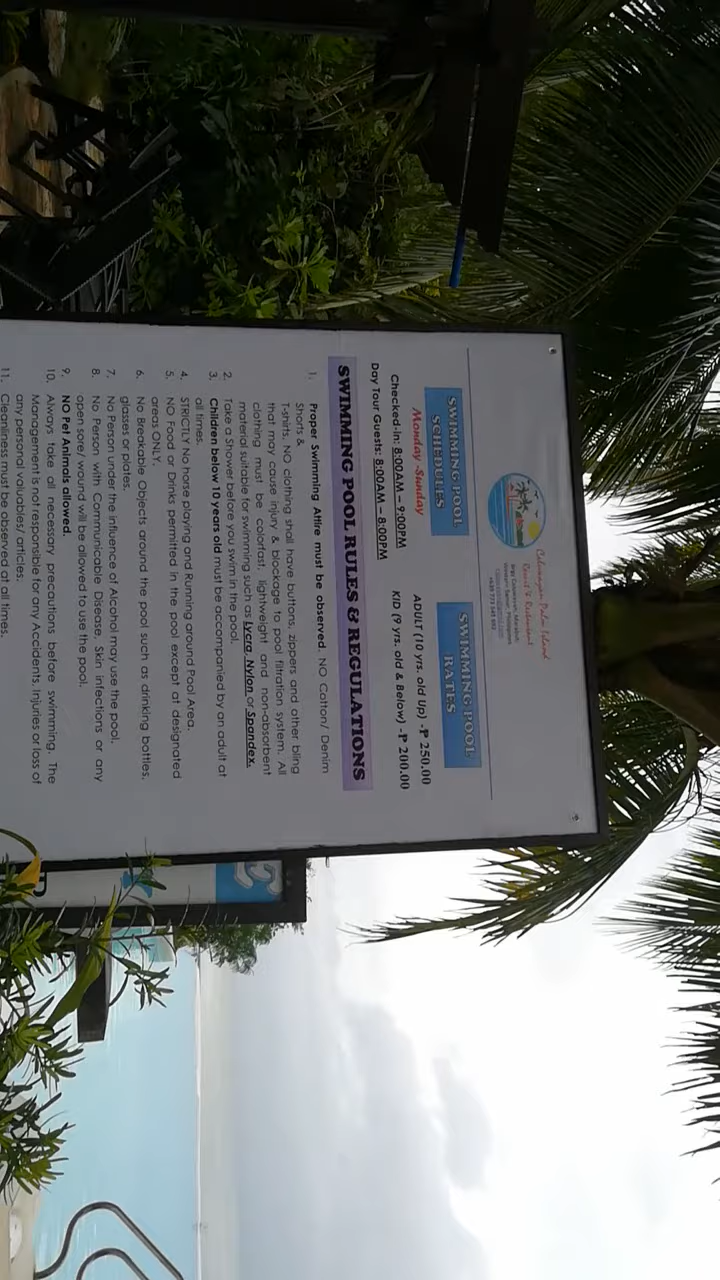 Calumpayan Palm Island
Resort & Restaurant
SWIMMING POOL
SCHEDULES
Monday-Sunday
Checked-In: 8:00AM – 9:00PM
Day Tour Guests: 8:00AM – 8:00PM
SWIMMING POOL
RATES
ADULT (10 yrs. old Up) -₱ 250.00
KID (9 yrs. old & Below) -₱ 200.00
SWIMMING POOL RULES & REGULATIONS
1. Proper Swimming Attire must be observed. NO Cotton/ Denim
Shorts &
T-shirts. NO clothing shall have buttons, zippers and other bling
that may cause injury & blockage to pool filtration system. All
clothing must be colorfast, lightweight and non-absorbent
material suitable for swimming such as Lycra, Nylon or Spandex.
2. Take a Shower before you swim in the pool.
3. Children below 10 years old must be accompanied by an adult at
all times.
4. STRICTLY No horse playing and Running around Pool Area.
5. NO Food or Drinks permitted in the pool except at designated
areas ONLY.
6. No Breakable Objects around the pool such as drinking bottles,
glasses or plates.
7. No Person under the influence of Alcohol may use the pool.
8. No Person with Communicable Disease, Skin infections or any
open sore/ wound will be allowed to use the pool.
9. NO Pet Animals allowed.
10. Always take all necessary precautions before swimming. The
Management is not responsible for any Accidents, Injuries or loss of
any personal valuables/ articles.
11. Cleanliness must be observed at all times.